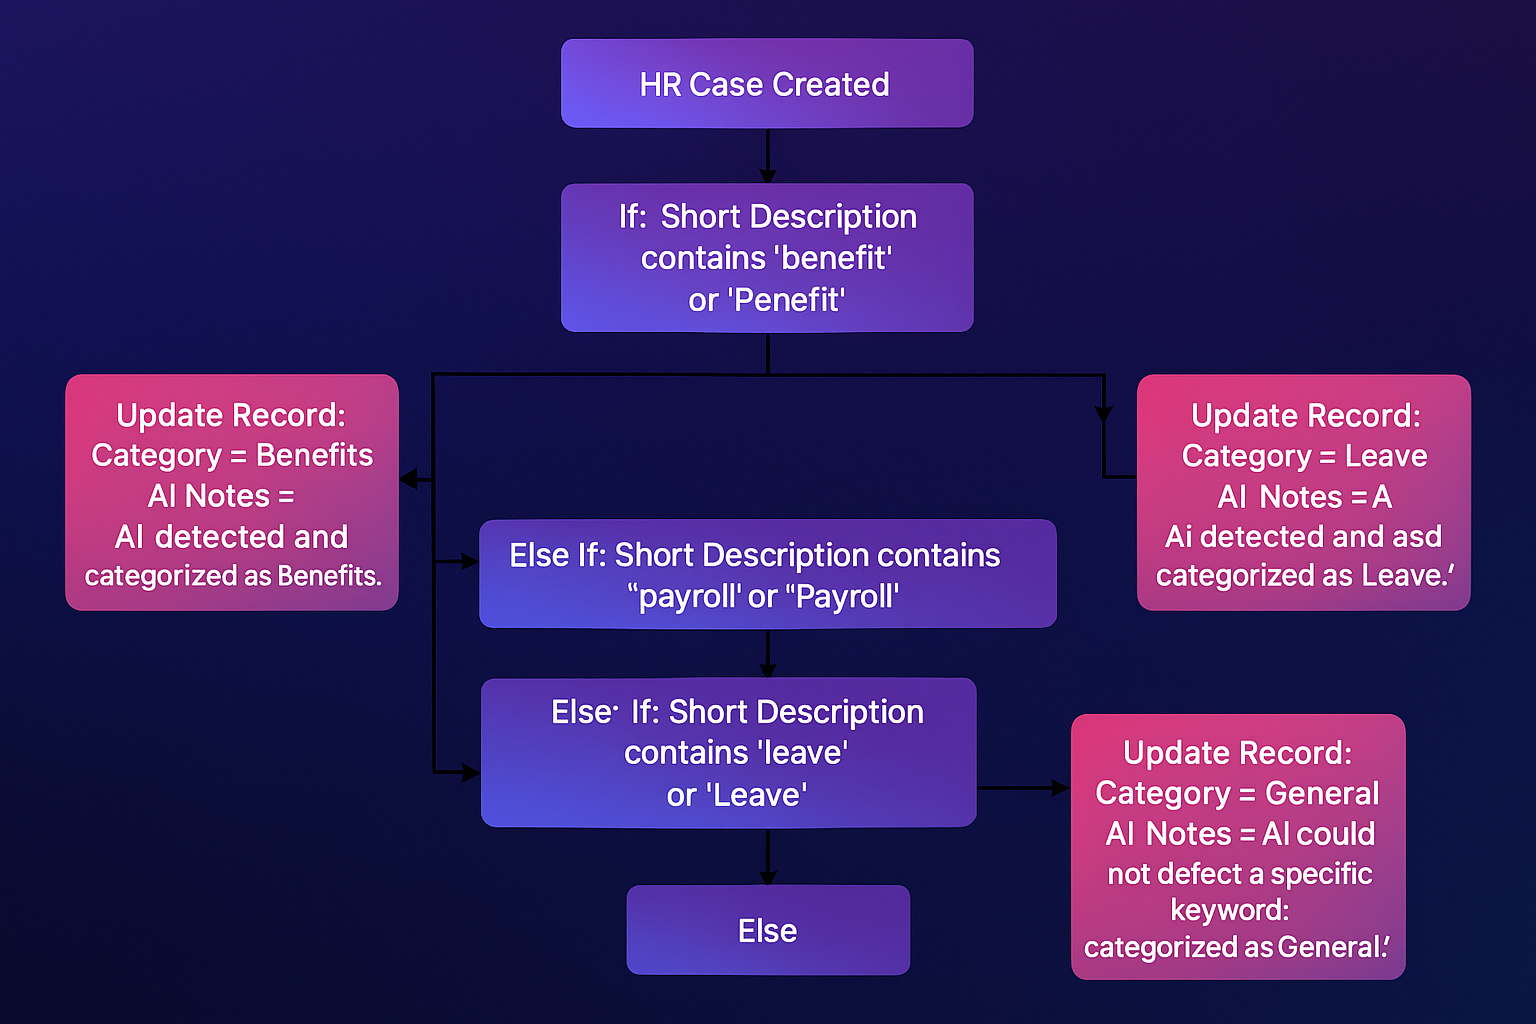 HR Case Created
If: Short Description
contains 'benefit'
or 'Penefit'
Update Record:
Category = Benefits
AI Notes =
AI detected and
categorized as Benefits.
Update Record:
Category = Leave
AI Notes = A
Ai detected and asd
categorized as Leave.'
Else If: Short Description contains
“payroll' or “Payroll'
Else· If: Short Description
contains 'leave'
or 'Leave'
Update Record:
Category = General
AI Notes = AI could
not defect a specific
keyword:
categorized as General.'
Else